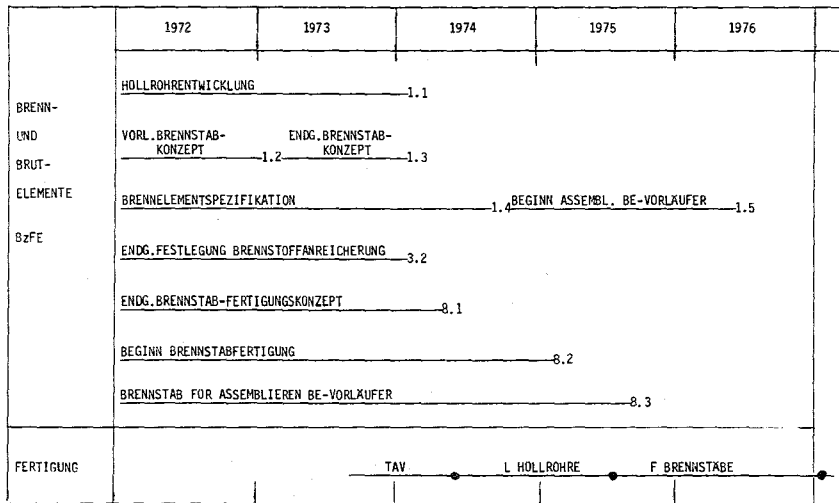 1972 1973 1974 1975 1976
HÜLLROHRENTWICKLUNG
1.1
BRENN-
UND
BRUT-
ELEMENTE
BzFE
VORL.BRENNSTAB-
KONZEPT
1.2
ENDG.BRENNSTAB-
KONZEPT
1.3
BRENNELEMENTSPEZIFIKATION
1.4
BEGINN ASSEMBL. BE-VORLÄUFER
1.5
ENDG.FESTLEGUNG BRENNSTOFFANREICHERUNG
3.2
ENDG.BRENNSTAB-FERTIGUNGSKONZEPT
8.1
BEGINN BRENNSTABFERTIGUNG
8.2
BRENNSTAB FÜR ASSEMBLIEREN BE-VORLÄUFER
8.3
FERTIGUNG
TAV
L HÜLLROHRE
F BRENNSTÄBE